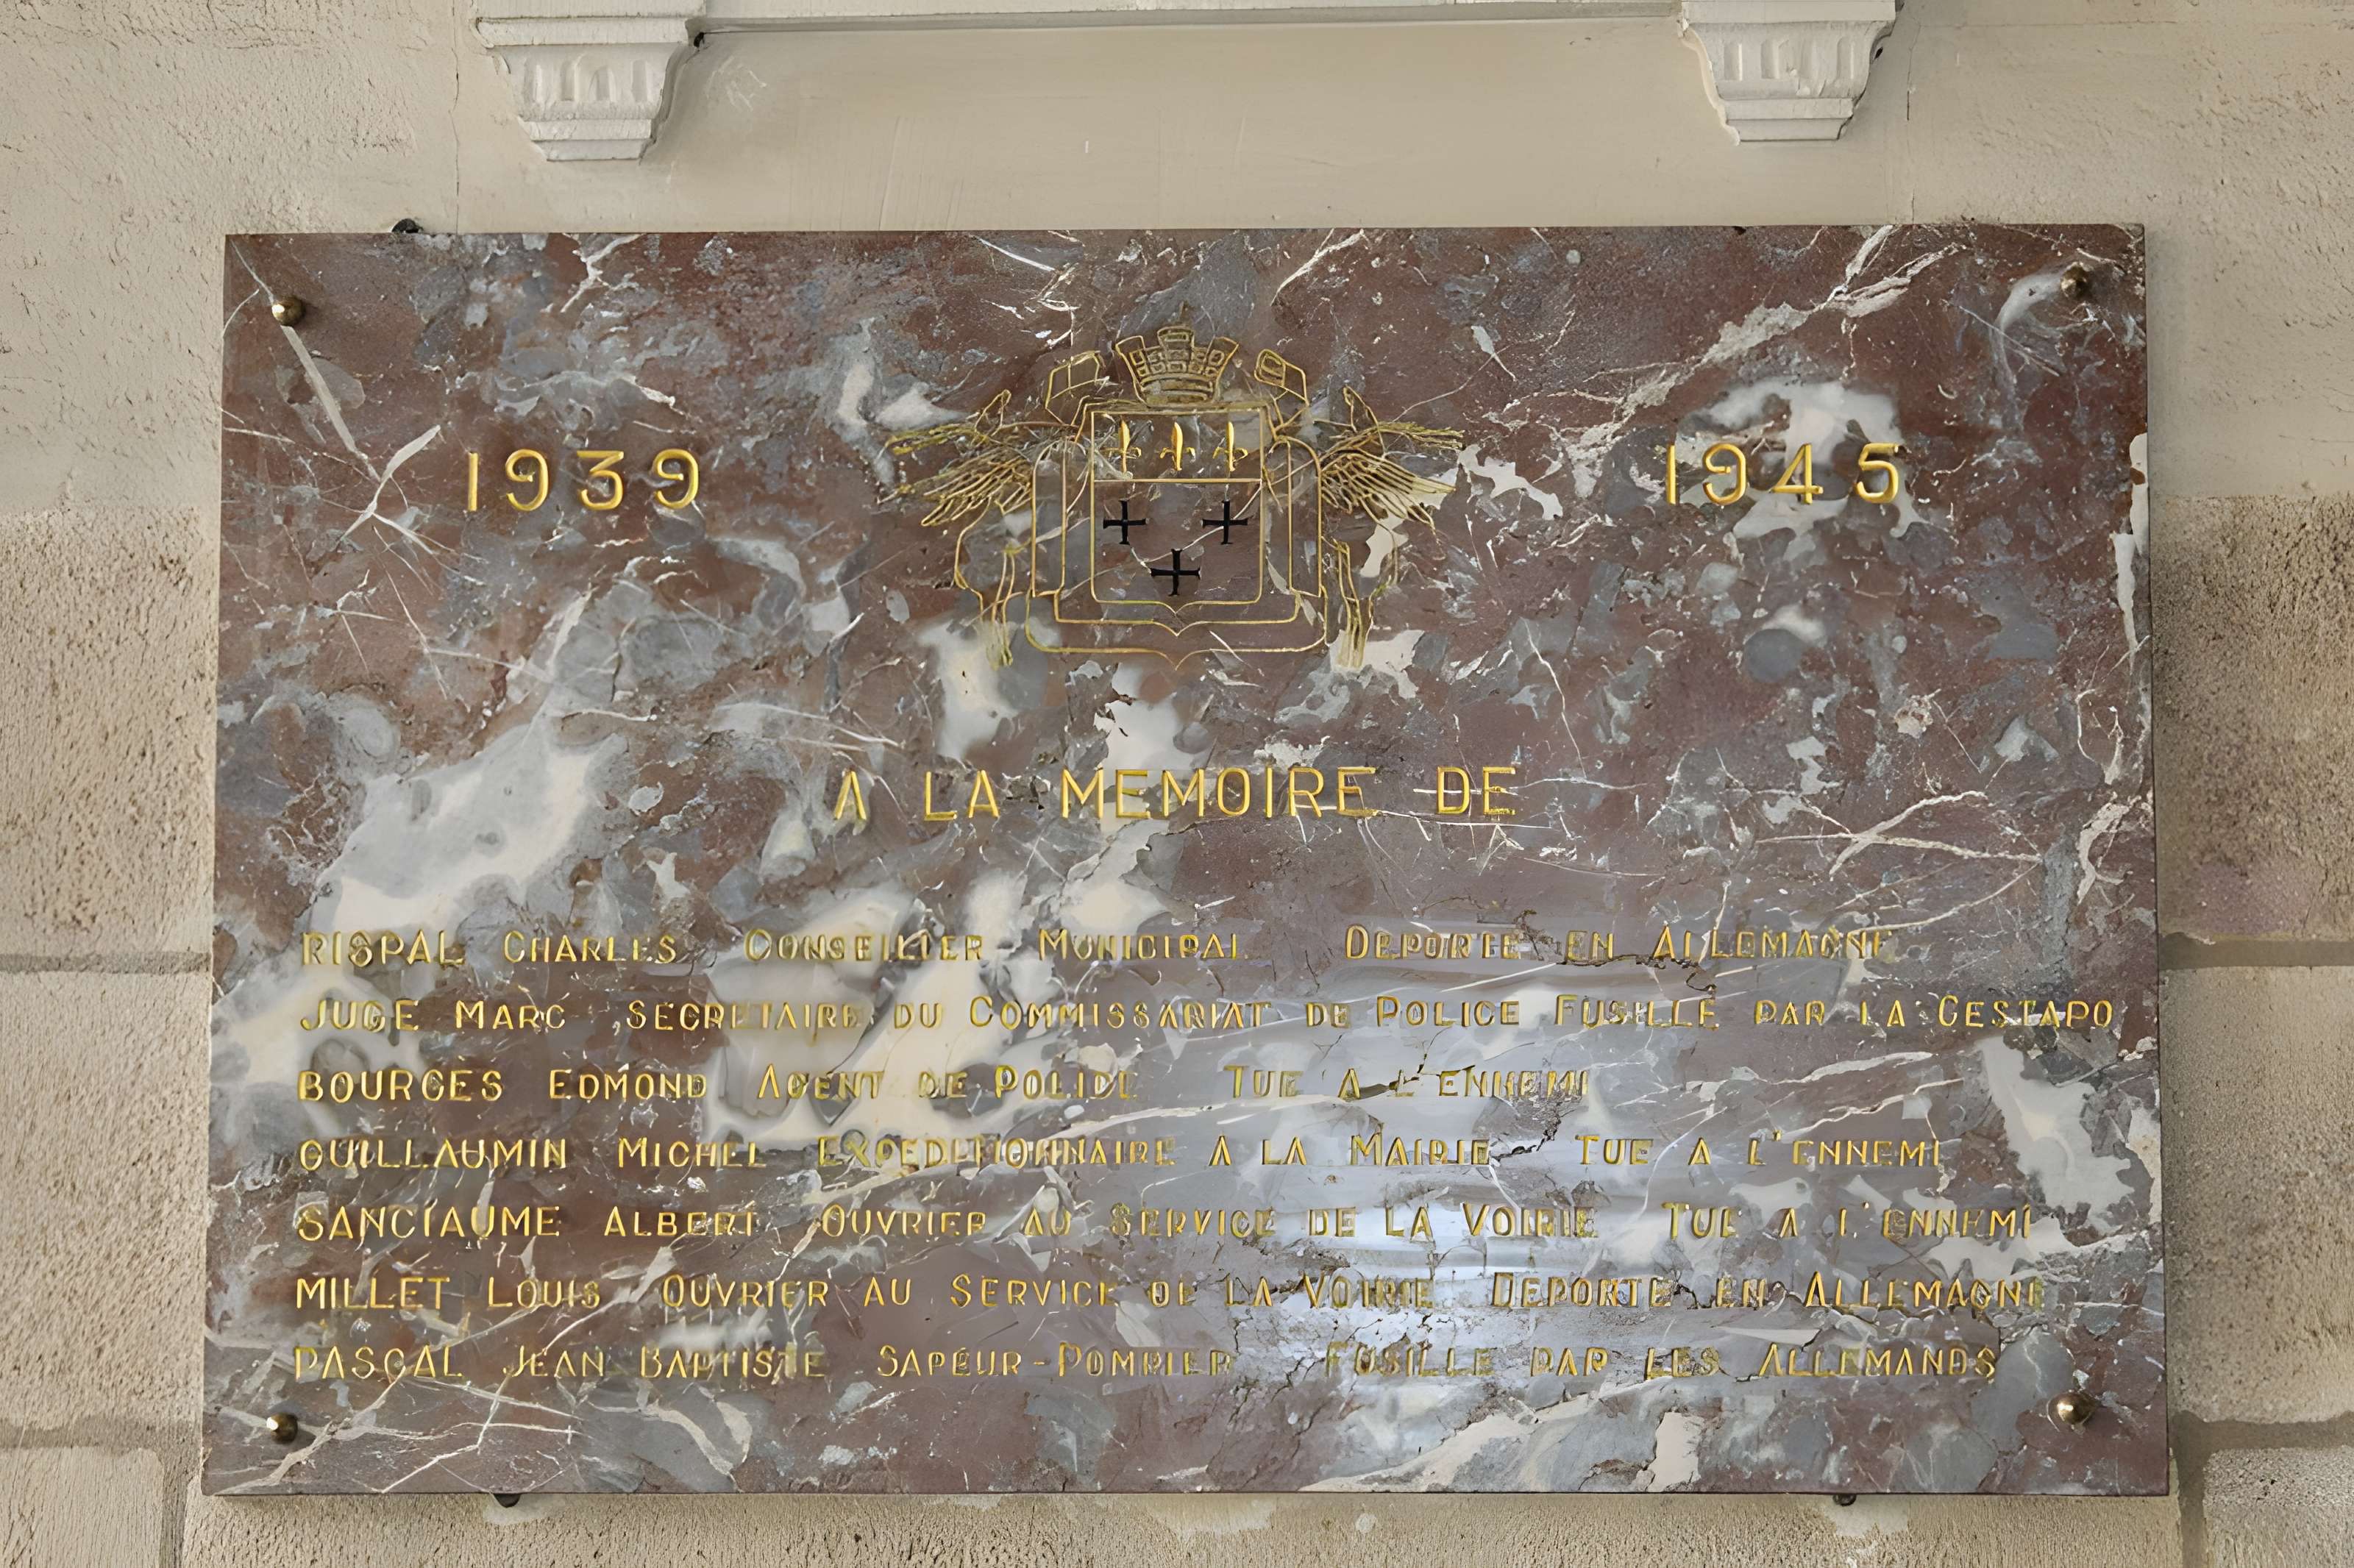 1939 1945
A LA MEMOIRE DE
RISPAL CHARLES CONSEILLER MUNICIPAL DEPORTE EN ALLEMAGNE
JUGE MARC SECRETAIRE DU COMMISSARIAT DE POLICE FUSILLÉ PAR LA GESTAPO
BOURGÈS EDMOND AGENT DE POLICE TUE A L'ENNEMI
GUILLAUMIN MICHEL EXPEDITIONNAIRE A LA MAIRIE TUE A L'ENNEMI
SANCIAUME ALBERT OUVRIER AU SERVICE DE LA VOIRIE TUE A L'ENNEMI
MILLET LOUIS OUVRIER AU SERVICE DE LA VOIRIE DEPORTE EN ALLEMAGNE
PASCAL JEAN BAPTISTE SAPEUR-POMPIER FUSILLE PAR LES ALLEMANDS